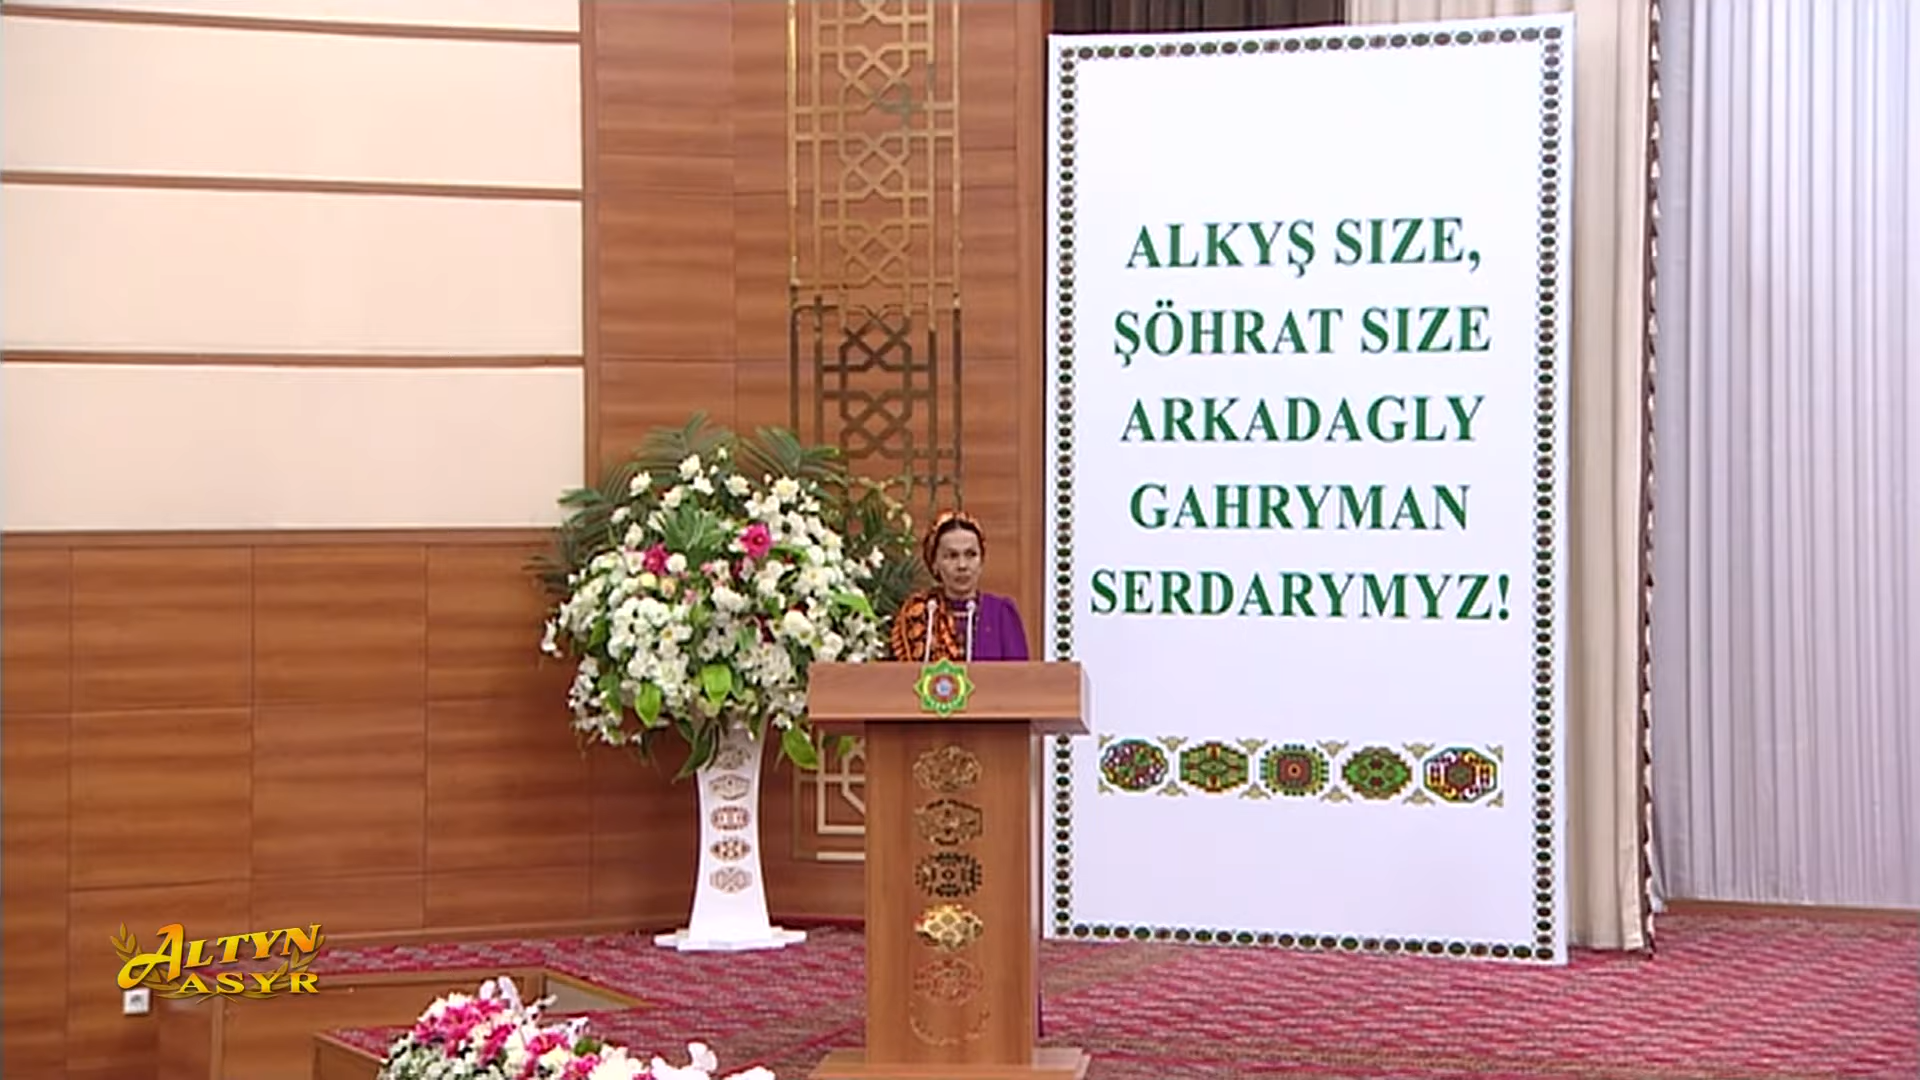 ALKYŞ SIZE,
ŞÖHRAT SIZE
ARKADAGLY
GAHRYMAN
SERDARYMYZ!
ALTYN
ASYR